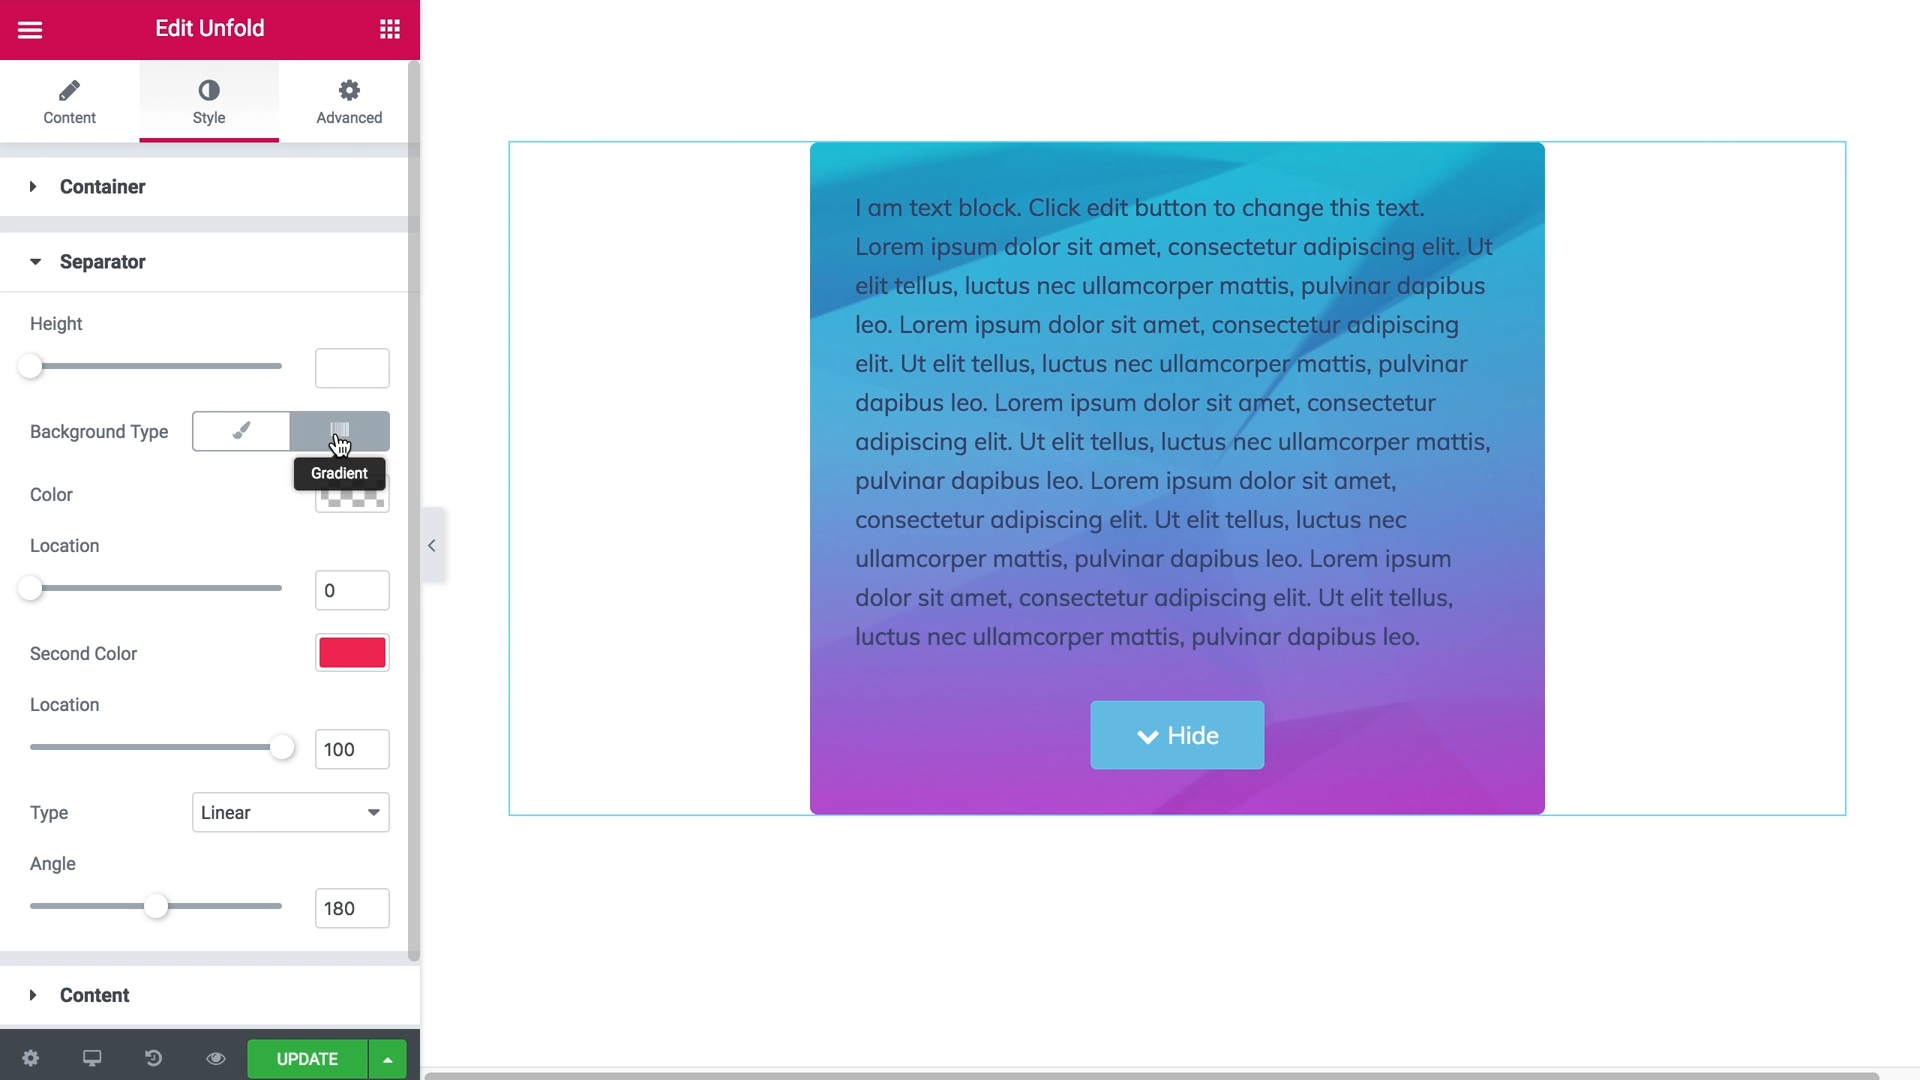 Edit Unfold
Content
Style
Advanced
Container
Separator
Height
Background Type
Gradient
Color
Location
0
Second Color
Location
100
Type
Linear
Angle
180
Content
UPDATE
I am text block. Click edit button to change this text.
Lorem ipsum dolor sit amet, consectetur adipiscing elit. Ut
elit tellus, luctus nec ullamcorper mattis, pulvinar dapibus
leo. Lorem ipsum dolor sit amet, consectetur adipiscing
elit. Ut elit tellus, luctus nec ullamcorper mattis, pulvinar
dapibus leo. Lorem ipsum dolor sit amet, consectetur
adipiscing elit. Ut elit tellus, luctus nec ullamcorper mattis,
pulvinar dapibus leo. Lorem ipsum dolor sit amet,
consectetur adipiscing elit. Ut elit tellus, luctus nec
ullamcorper mattis, pulvinar dapibus leo. Lorem ipsum
dolor sit amet, consectetur adipiscing elit. Ut elit tellus,
luctus nec ullamcorper mattis, pulvinar dapibus leo.
Hide